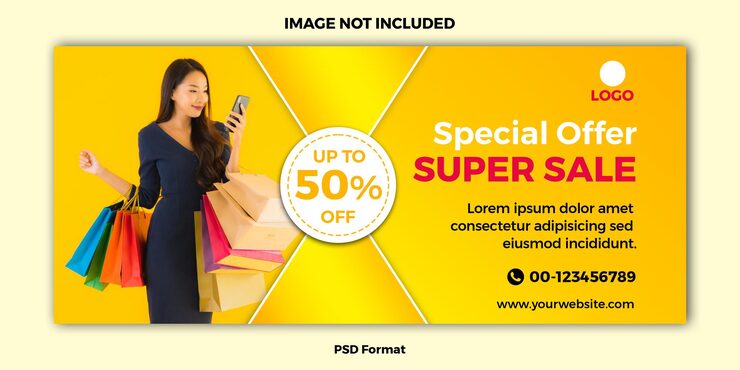 IMAGE NOT INCLUDED
LOGO
UP TO
50%
OFF
Special Offer
SUPER SALE
Lorem ipsum dolor amet
consectetur adipisicing sed
eiusmod incididunt.
00-123456789
www.yourwebsite.com
PSD Format